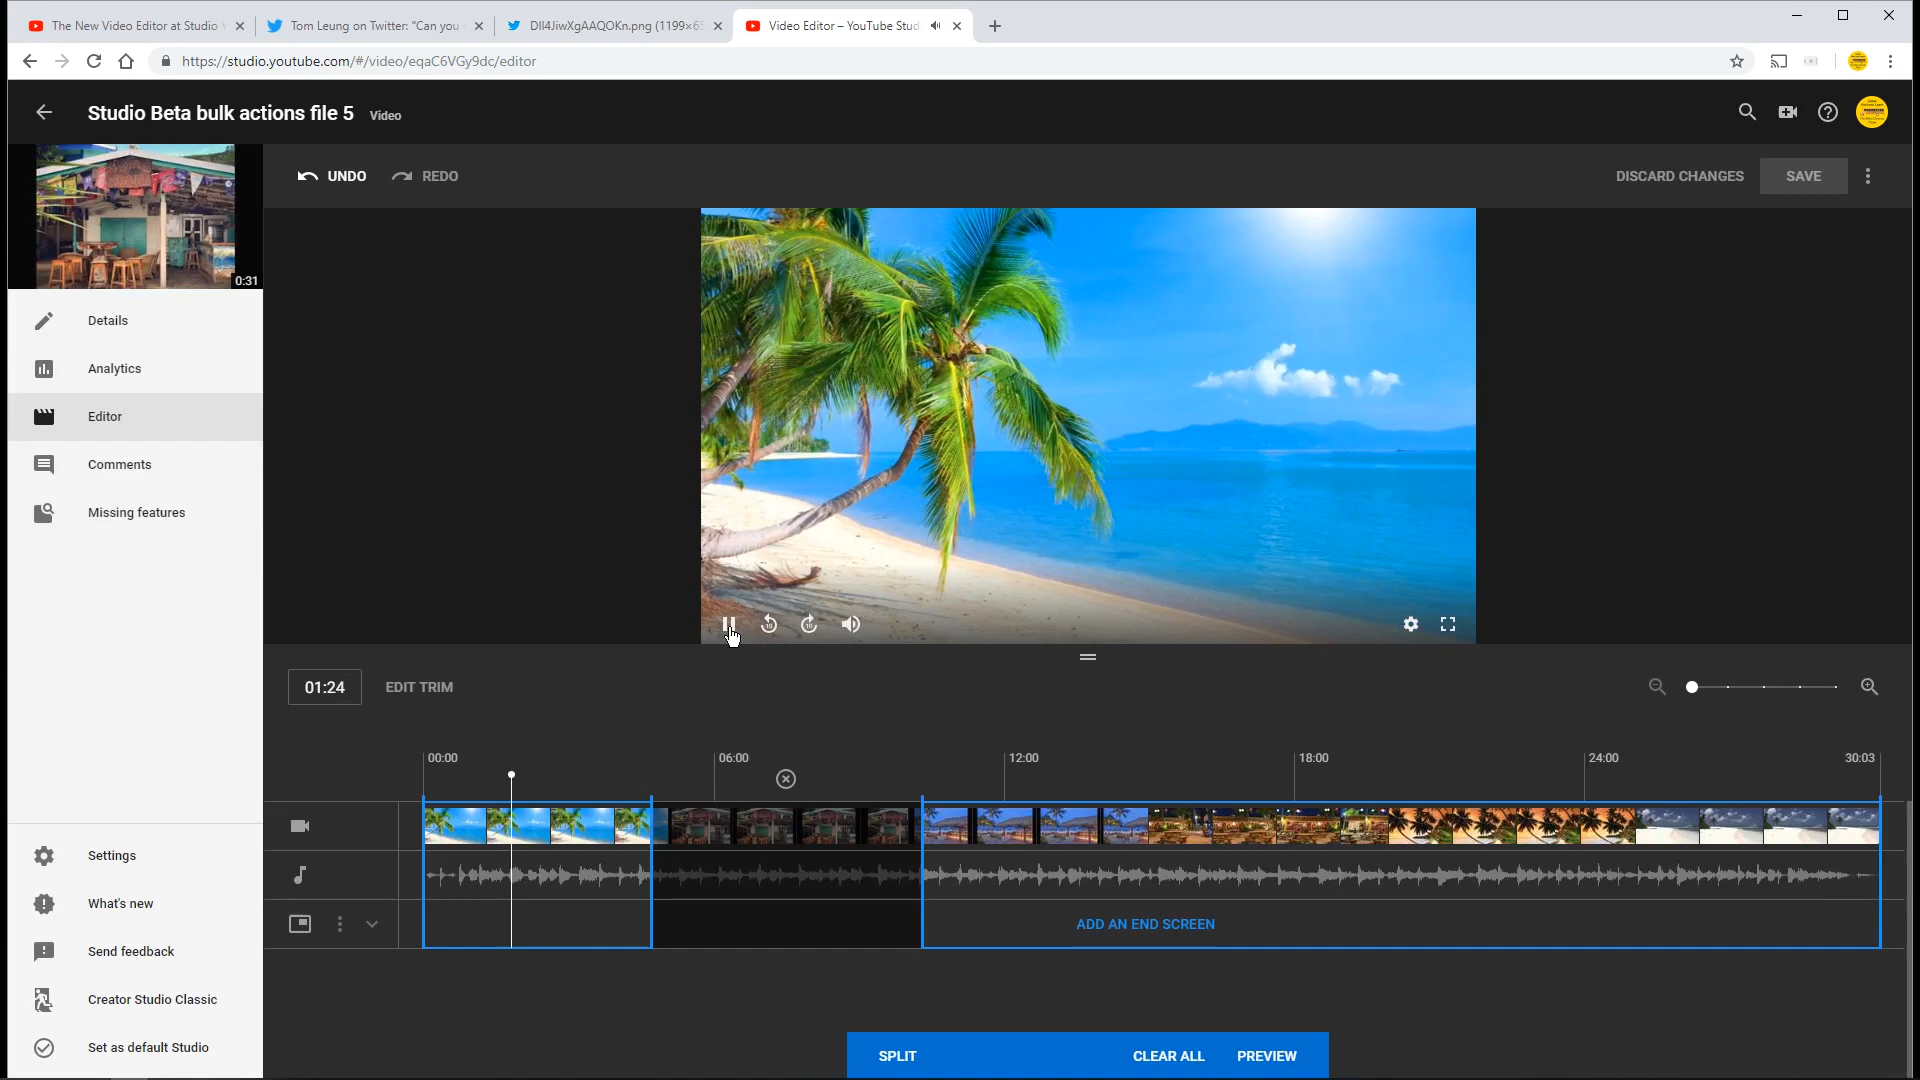 The New Video Editor at Studio Y
Tom Leung on Twitter: "Can you
DlI4JiwXgAAQOKn.png (1199×65
Video Editor – YouTube Stud
https://studio.youtube.com/#/video/eqaC6VGy9dc/editor
Studio Beta bulk actions file 5 Video
UNDO REDO DISCARD CHANGES SAVE
0:31
Details
Analytics
Editor
Comments
Missing features
10 10
01:24 EDIT TRIM
00:00 06:00 12:00 18:00 24:00 30:03
ADD AN END SCREEN
Settings
What's new
Send feedback
Creator Studio Classic
Set as default Studio
SPLIT CLEAR ALL PREVIEW